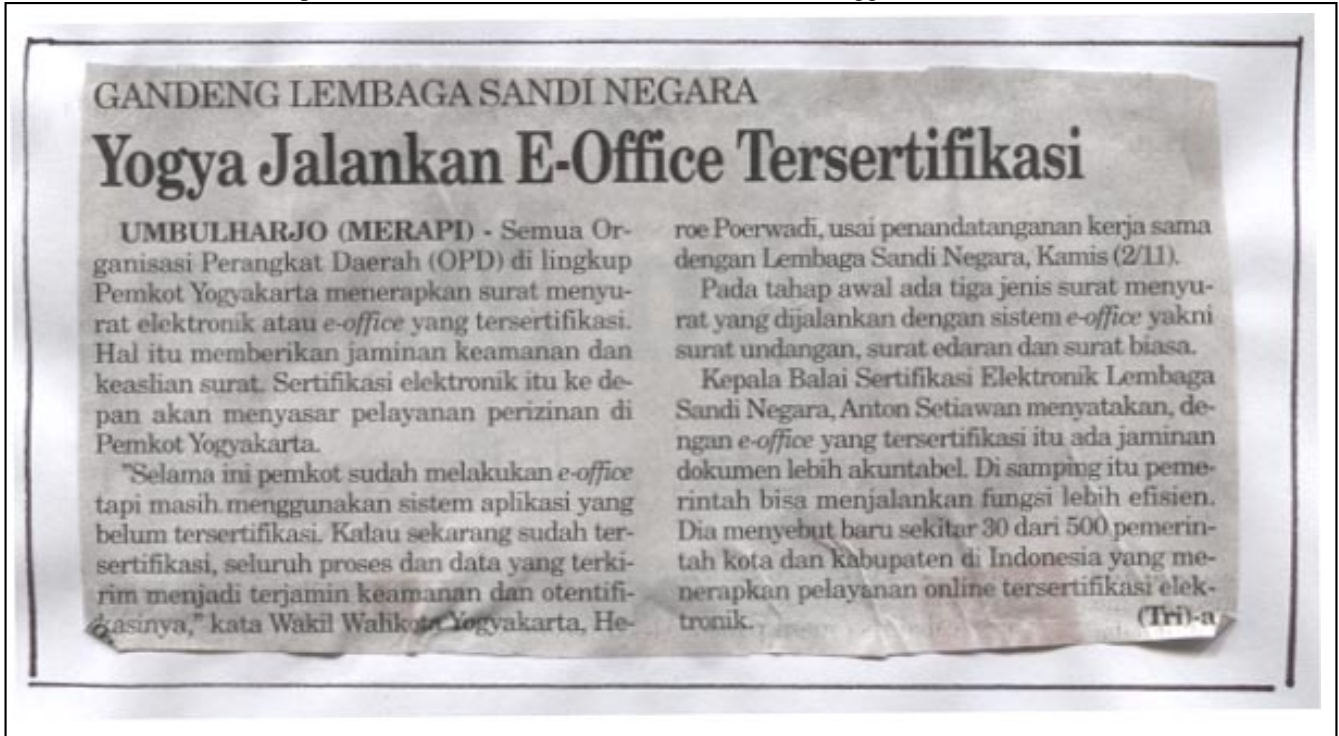 GANDENG LEMBAGA SANDI NEGARA
Yogya Jalankan E-Office Tersertifikasi
UMBULHARJO (MERAPI) - Semua Or-
ganisasi Perangkat Daerah (OPD) di lingkup
Pemkot Yogyakarta menerapkan surat menyu-
rat elektronik atau e-office yang tersertifikasi.
Hal itu memberikan jaminan keamanan dan
keaslian surat. Sertifikasi elektronik itu ke de-
pan akan menyasar pelayanan perizinan di
Pemkot Yogyakarta.
"Selama ini pemkot sudah melakukan e-office
tapi masih menggunakan sistem aplikasi yang
belum tersertifikasi. Kalau sekarang sudah ter-
sertifikasi, seluruh proses dan data yang terki-
rim menjadi terjamin keamanan dan otentifi-
kasinya," kata Wakil Walikota Yogyakarta, He-
roe Poerwadi, usai penandatanganan kerja sama
dengan Lembaga Sandi Negara, Kamis (2/11).
Pada tahap awal ada tiga jenis surat menyu-
rat yang dijalankan dengan sistem e-office yakni
surat undangan, surat edaran dan surat biasa.
Kepala Balai Sertifikasi Elektronik Lembaga
Sandi Negara, Anton Setiawan menyatakan, de-
ngan e-office yang tersertifikasi itu ada jaminan
dokumen lebih akuntabel. Di samping itu peme-
rintah bisa menjalankan fungsi lebih efisien.
Dia menyebut baru sekitar 30 dari 500 pemerin-
tah kota dan kabupaten di Indonesia yang me-
nerapkan pelayanan online tersertifikasi elek-
tronik. (Tri)-a